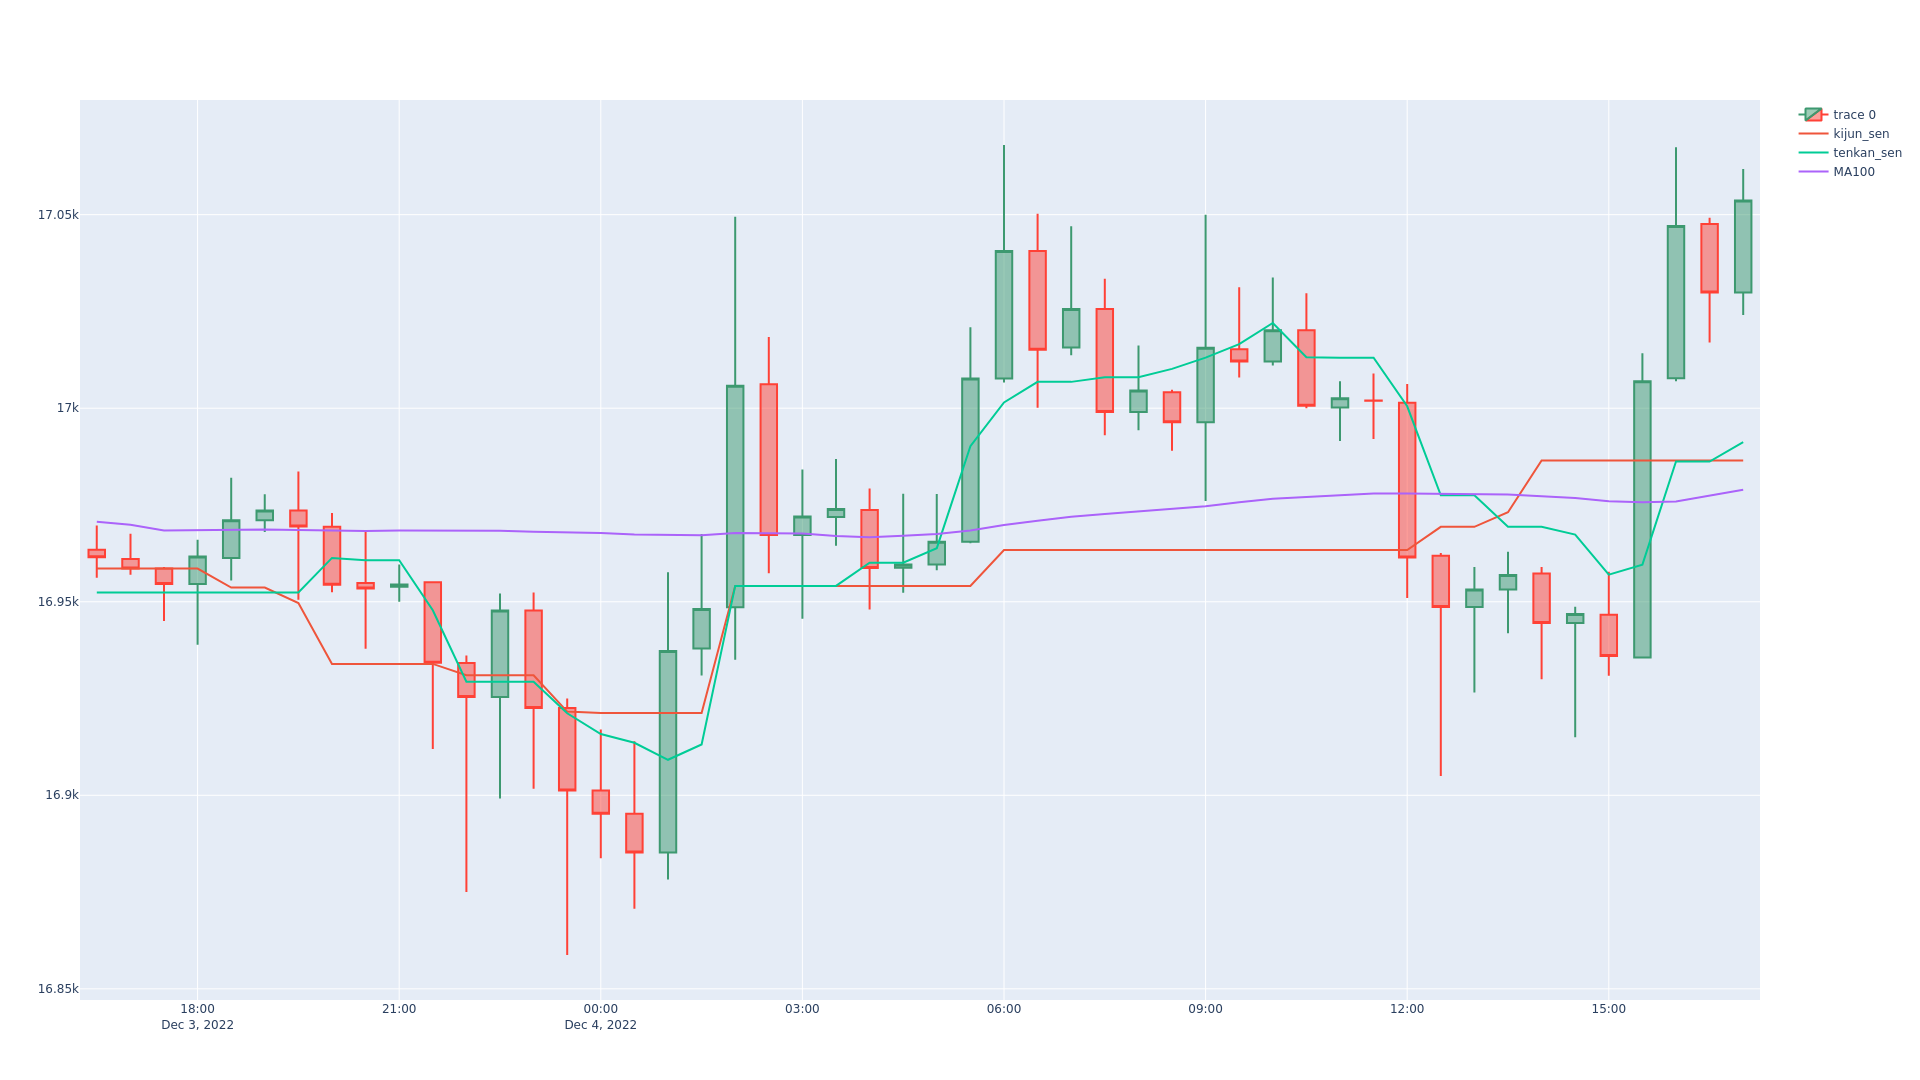 trace 0
kijun_sen
tenkan_sen
MA100
17.05k
17k
16.95k
16.9k
16.85k
18:00
Dec 3, 2022
21:00
00:00
Dec 4, 2022
03:00
06:00
09:00
12:00
15:00